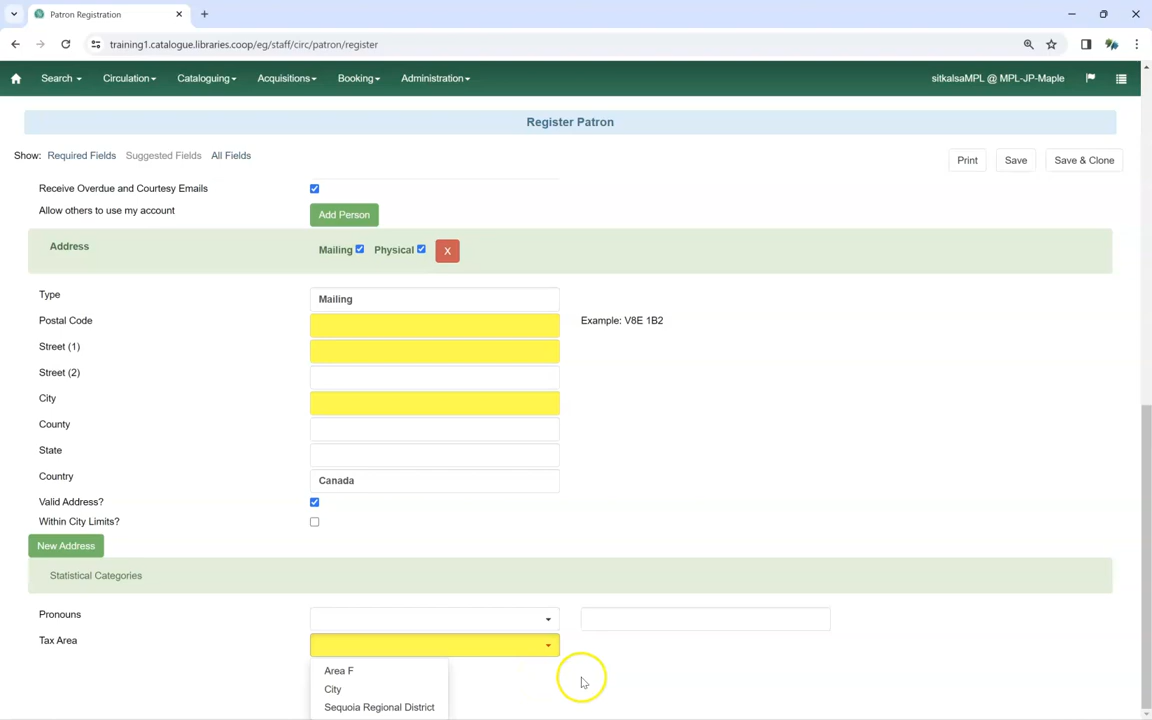 Patron Registration
training1.catalogue.libraries.coop/eg/staff/circ/patron/register
Search Circulation Cataloguing Acquisitions Booking Administration sitkalsaMPL @ MPL-JP-Maple
Register Patron
Show: Required Fields Suggested Fields All Fields Print Save Save & Clone
Receive Overdue and Courtesy Emails
Allow others to use my account Add Person
Address Mailing Physical X
Type Mailing
Postal Code Example: V8E 1B2
Street (1)
Street (2)
City
County
State
Country Canada
Valid Address?
Within City Limits?
New Address
Statistical Categories
Pronouns
Tax Area
Area F
City
Sequoia Regional District